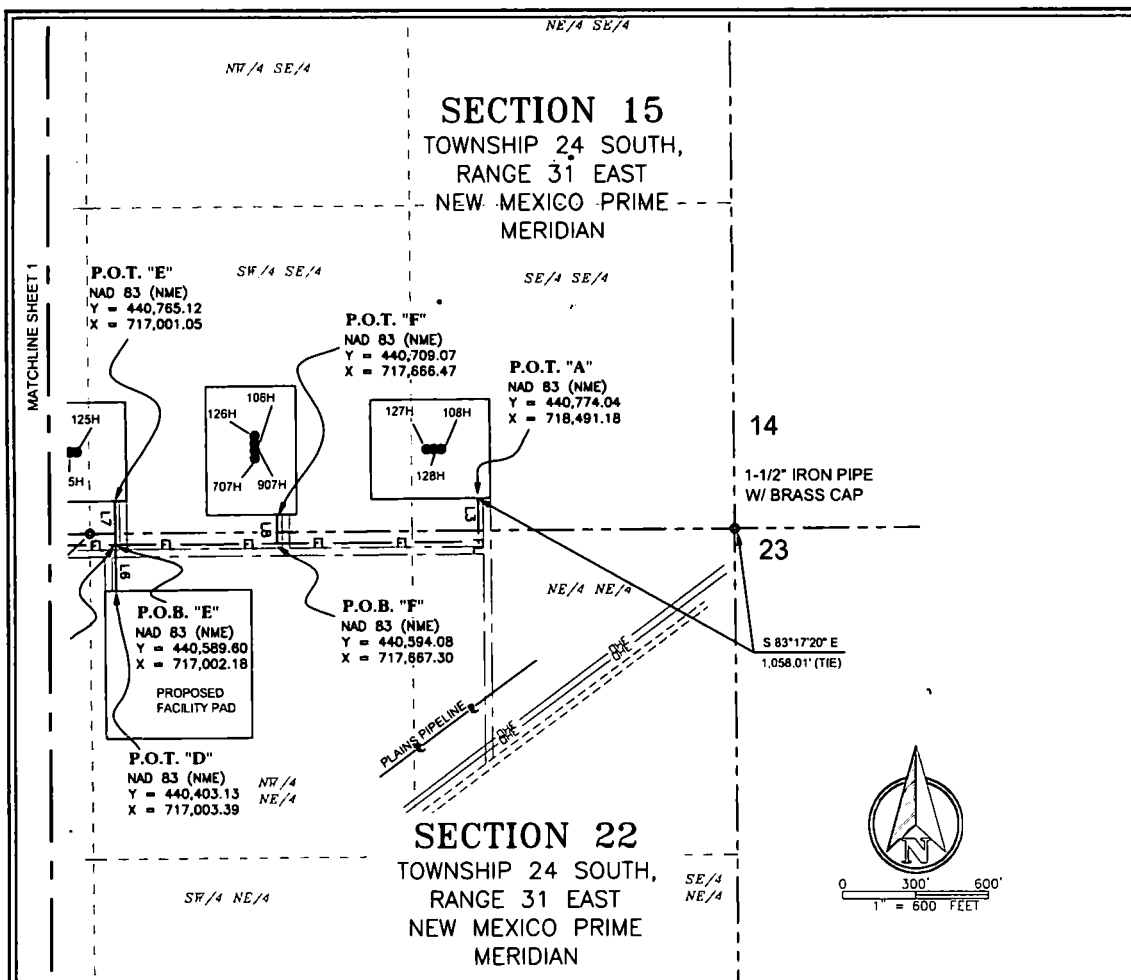 NE/4 SE/4
NW/4 SE/4
SECTION 15
TOWNSHIP 24 SOUTH,
RANGE 31 EAST
NEW MEXICO PRIME
MERIDIAN
MATCHLINE SHEET 1
SW/4 SE/4
SE/4 SE/4
P.O.T. "E"
NAD 83 (NME)
Y = 440,765.12
X = 717,001.05
P.O.T. "F"
NAD 83 (NME)
Y = 440,709.07
X = 717,666.47
P.O.T. "A"
NAD 83 (NME)
Y = 440,774.04
X = 718,491.18
125H
5H
126H
106H
707H
907H
127H
108H
128H
14
1-1/2" IRON PIPE
W/ BRASS CAP
23
L7
L8
L3
FL
FL
FL
FL
FL
L6
NE/4 NE/4
P.O.B. "E"
NAD 83 (NME)
Y = 440,589.60
X = 717,002.18
PROPOSED
FACILITY PAD
P.O.B. "F"
NAD 83 (NME)
Y = 440,594.08
X = 717,667.30
S 83°17'20" E
1,058.01' (TIE)
OHE
OHE
PLAINS PIPELINE
OHE
OHE
P.O.T. "D"
NAD 83 (NME)
Y = 440,403.13
X = 717,003.39
NW/4
NE/4
SECTION 22
TOWNSHIP 24 SOUTH,
RANGE 31 EAST
NEW MEXICO PRIME
MERIDIAN
SW/4 NE/4
SE/4
NE/4
N
0 300' 600'
1" = 600 FEET